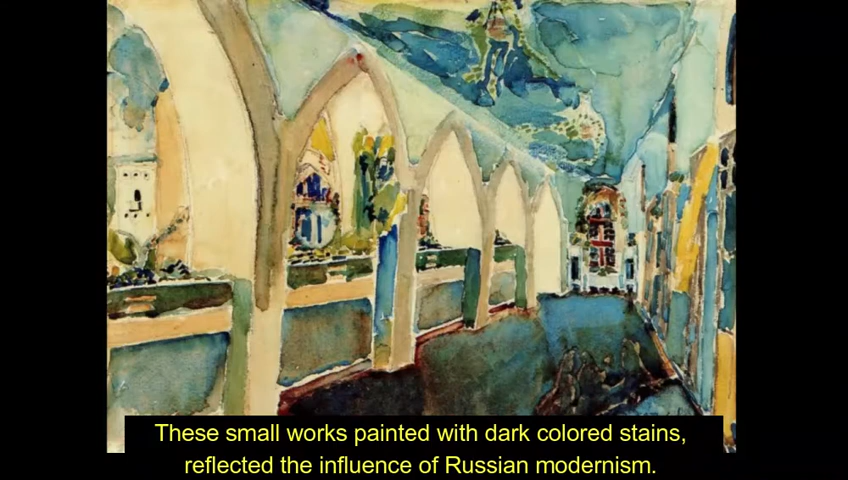 These small works painted with dark colored stains,
reflected the influence of Russian modernism.